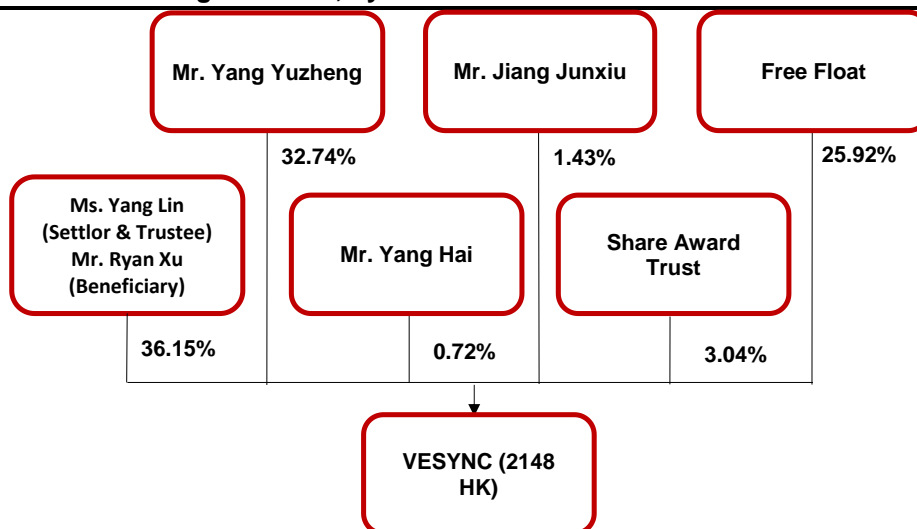 Mr. Yang Yuzheng
Mr. Jiang Junxiu
Free Float
32.74%
1.43%
25.92%
Ms. Yang Lin
(Settlor & Trustee)
Mr. Ryan Xu
(Beneficiary)
Mr. Yang Hai
Share Award
Trust
36.15%
0.72%
3.04%
VESYNC (2148
HK)